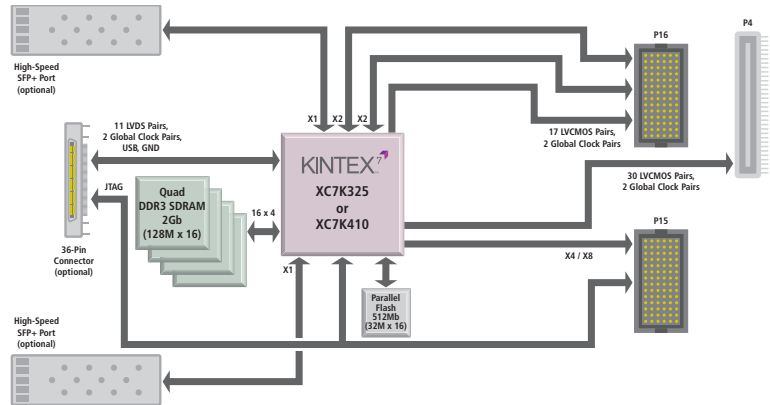 High-Speed
SFP+ Port
(optional)
P16
P4
X1
X2
X2
11 LVDS Pairs,
2 Global Clock Pairs,
USB, GND
17 LVCMOS Pairs,
2 Global Clock Pairs
KINTEX 7
XC7K325
or
XC7K410
JTAG
Quad
DDR3 SDRAM
2Gb
(128M x 16)
16 x 4
30 LVCMOS Pairs,
2 Global Clock Pairs
P15
36-Pin
Connector
(optional)
X1
X4 / X8
Parallel
Flash
512Mb
(32M x 16)
High-Speed
SFP+ Port
(optional)